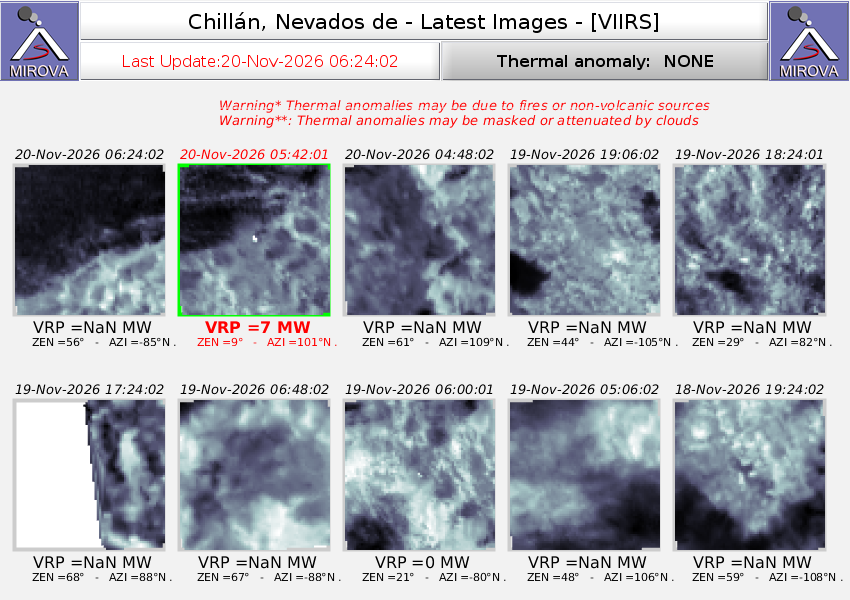 Chillán, Nevados de - Latest Images - [VIIRS]
MIROVA
MIROVA
Last Update:20-Nov-2026 06:24:02
Thermal anomaly: NONE
Warning* Thermal anomalies may be due to fires or non-volcanic sources
Warning**: Thermal anomalies may be masked or attenuated by clouds
20-Nov-2026 06:24:02 20-Nov-2026 05:42:01 20-Nov-2026 04:48:02 19-Nov-2026 19:06:02 19-Nov-2026 18:24:01
VRP =NaN MW VRP =7 MW VRP =NaN MW VRP =NaN MW VRP =NaN MW
ZEN =56° - AZI =-85°N . ZEN =9° - AZI =101°N . ZEN =61° - AZI =109°N . ZEN =44° - AZI =-105°N . ZEN =29° - AZI =82°N .
19-Nov-2026 17:24:02 19-Nov-2026 06:48:02 19-Nov-2026 06:00:01 19-Nov-2026 05:06:02 18-Nov-2026 19:24:02
VRP =NaN MW VRP =NaN MW VRP =0 MW VRP =NaN MW VRP =NaN MW
ZEN =68° - AZI =88°N . ZEN =67° - AZI =-88°N . ZEN =21° - AZI =-80°N . ZEN =48° - AZI =106°N . ZEN =59° - AZI =-108°N .